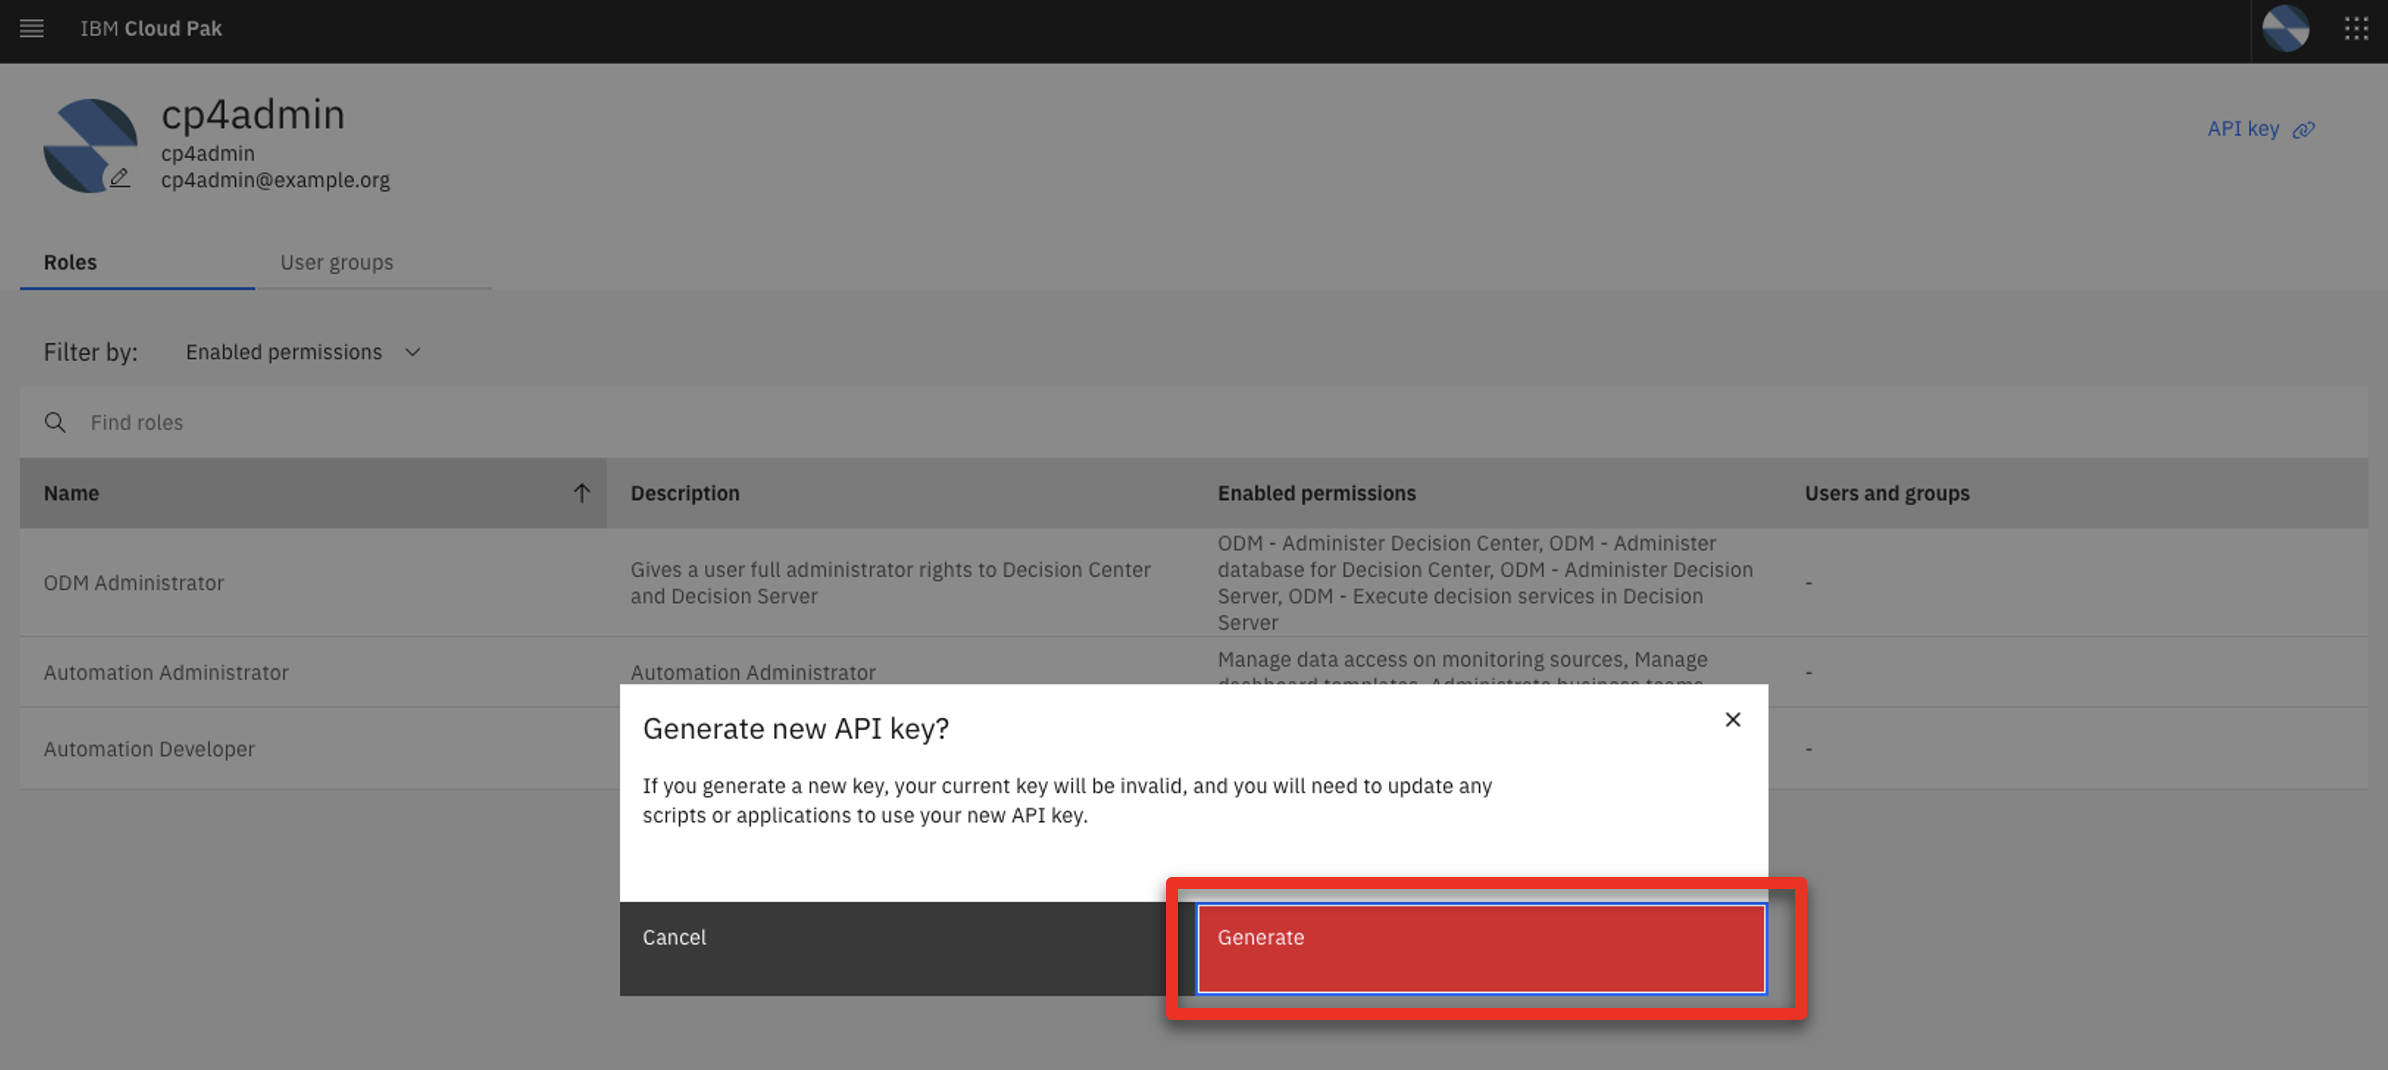 IBM Cloud Pak
cp4admin
cp4admin
cp4admin@example.org
API key
Roles
User groups
Filter by:
Enabled permissions
Find roles
Name
Description
Enabled permissions
Users and groups
ODM Administrator
Gives a user full administrator rights to Decision Center
and Decision Server
ODM - Administer Decision Center, ODM - Administer
database for Decision Center, ODM - Administer Decision
Server, ODM - Execute decision services in Decision
Server
-
Automation Administrator
Automation Administrator
Manage data access on monitoring sources, Manage
dashboard templates, Administrate business teams
-
Automation Developer
-
Generate new API key?
If you generate a new key, your current key will be invalid, and you will need to update any
scripts or applications to use your new API key.
Cancel
Generate